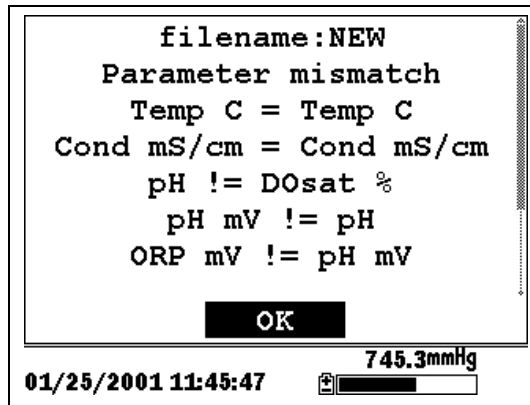 filename:NEW
Parameter mismatch
Temp C = Temp C
Cond mS/cm = Cond mS/cm
pH != DOsat %
pH mV != pH
ORP mV != pH mV
OK
745.3mmHg
01/25/2001 11:45:47